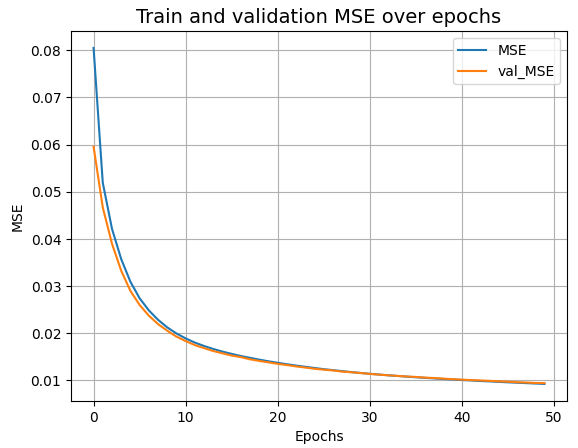 Train and validation MSE over epochs
MSE
val_MSE
0.08
0.07
0.06
0.05
0.04
0.03
0.02
0.01
MSE
0 10 20 30 40 50
Epochs